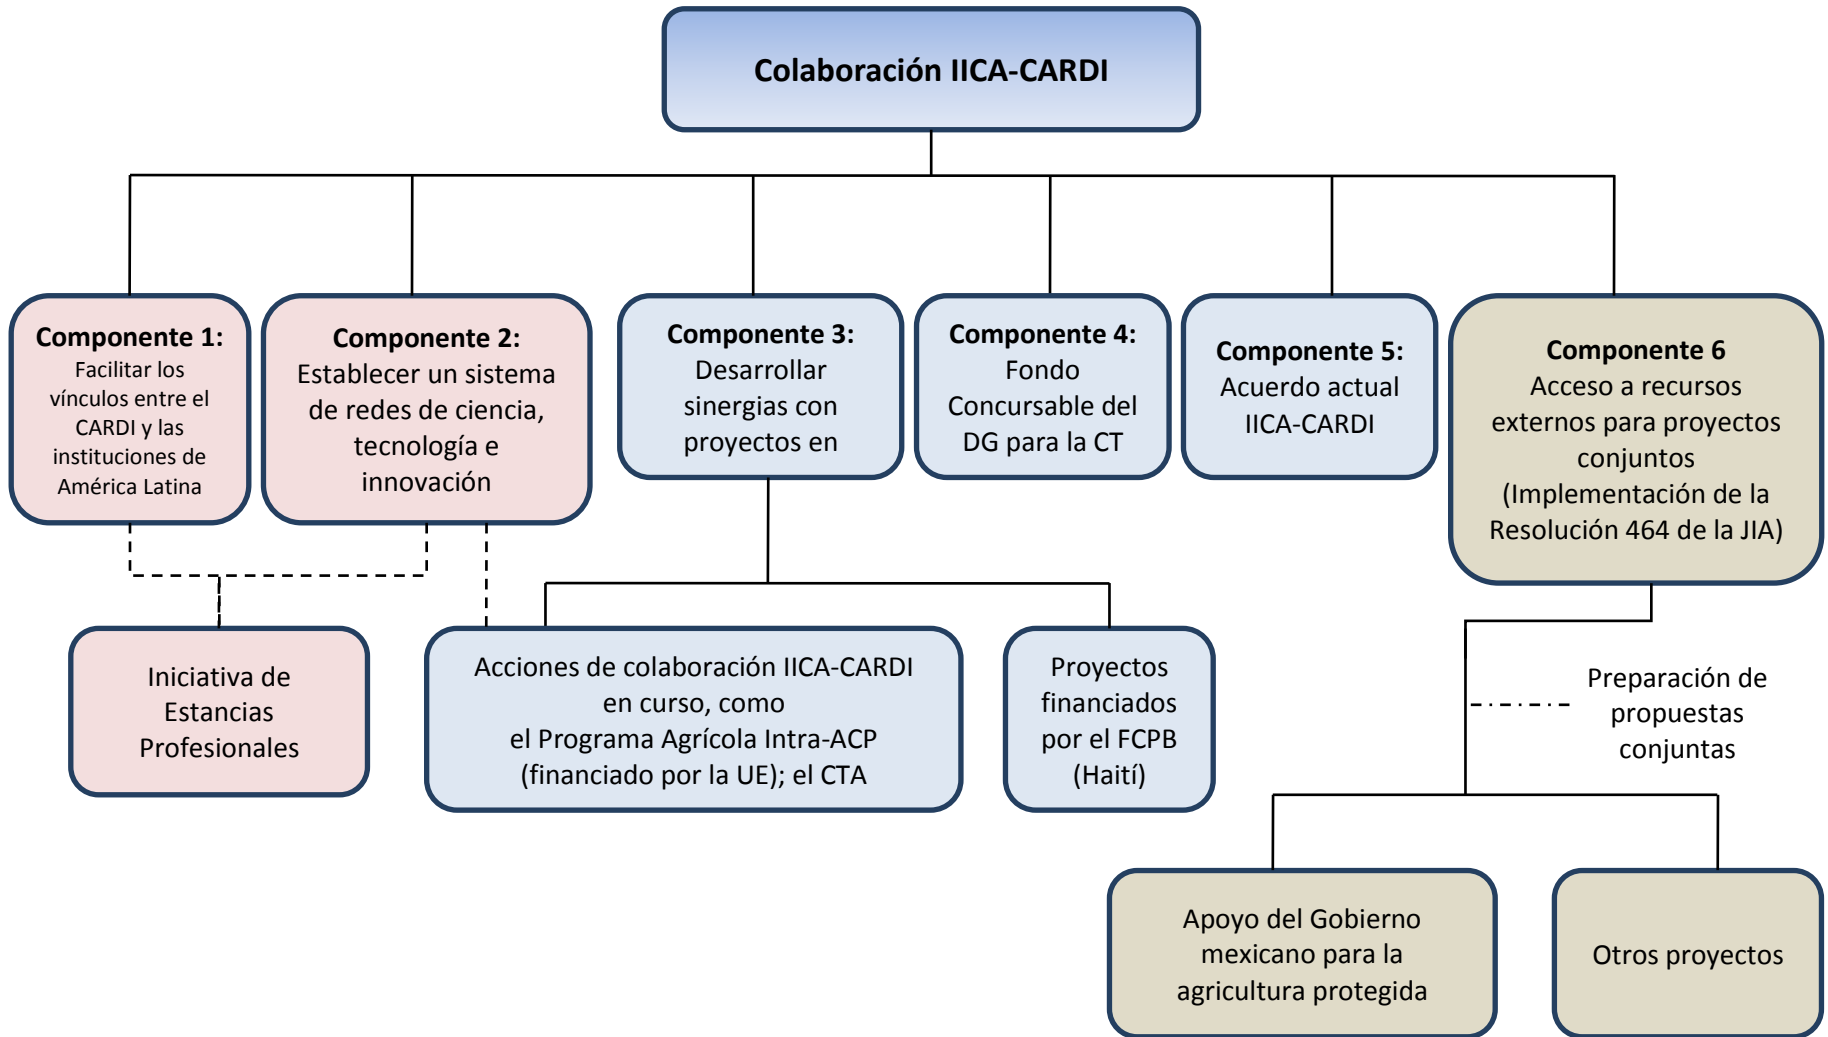 Colaboración IICA-CARDI
Componente 1:
Facilitar los
vínculos entre el
CARDI y las
instituciones de
América Latina
Componente 2:
Establecer un sistema
de redes de ciencia,
tecnología e
innovación
Componente 3:
Desarrollar
sinergias con
proyectos en
Componente 4:
Fondo
Concursable del
DG para la CT
Componente 5:
Acuerdo actual
IICA-CARDI
Componente 6
Acceso a recursos
externos para proyectos
conjuntos
(Implementación de la
Resolución 464 de la JIA)
Iniciativa de
Estancias
Profesionales
Acciones de colaboración IICA-CARDI
en curso, como
el Programa Agrícola Intra-ACP
(financiado por la UE); el CTA
Proyectos
financiados
por el FCPB
(Haití)
Preparación de
propuestas
conjuntas
Apoyo del Gobierno
mexicano para la
agricultura protegida
Otros proyectos